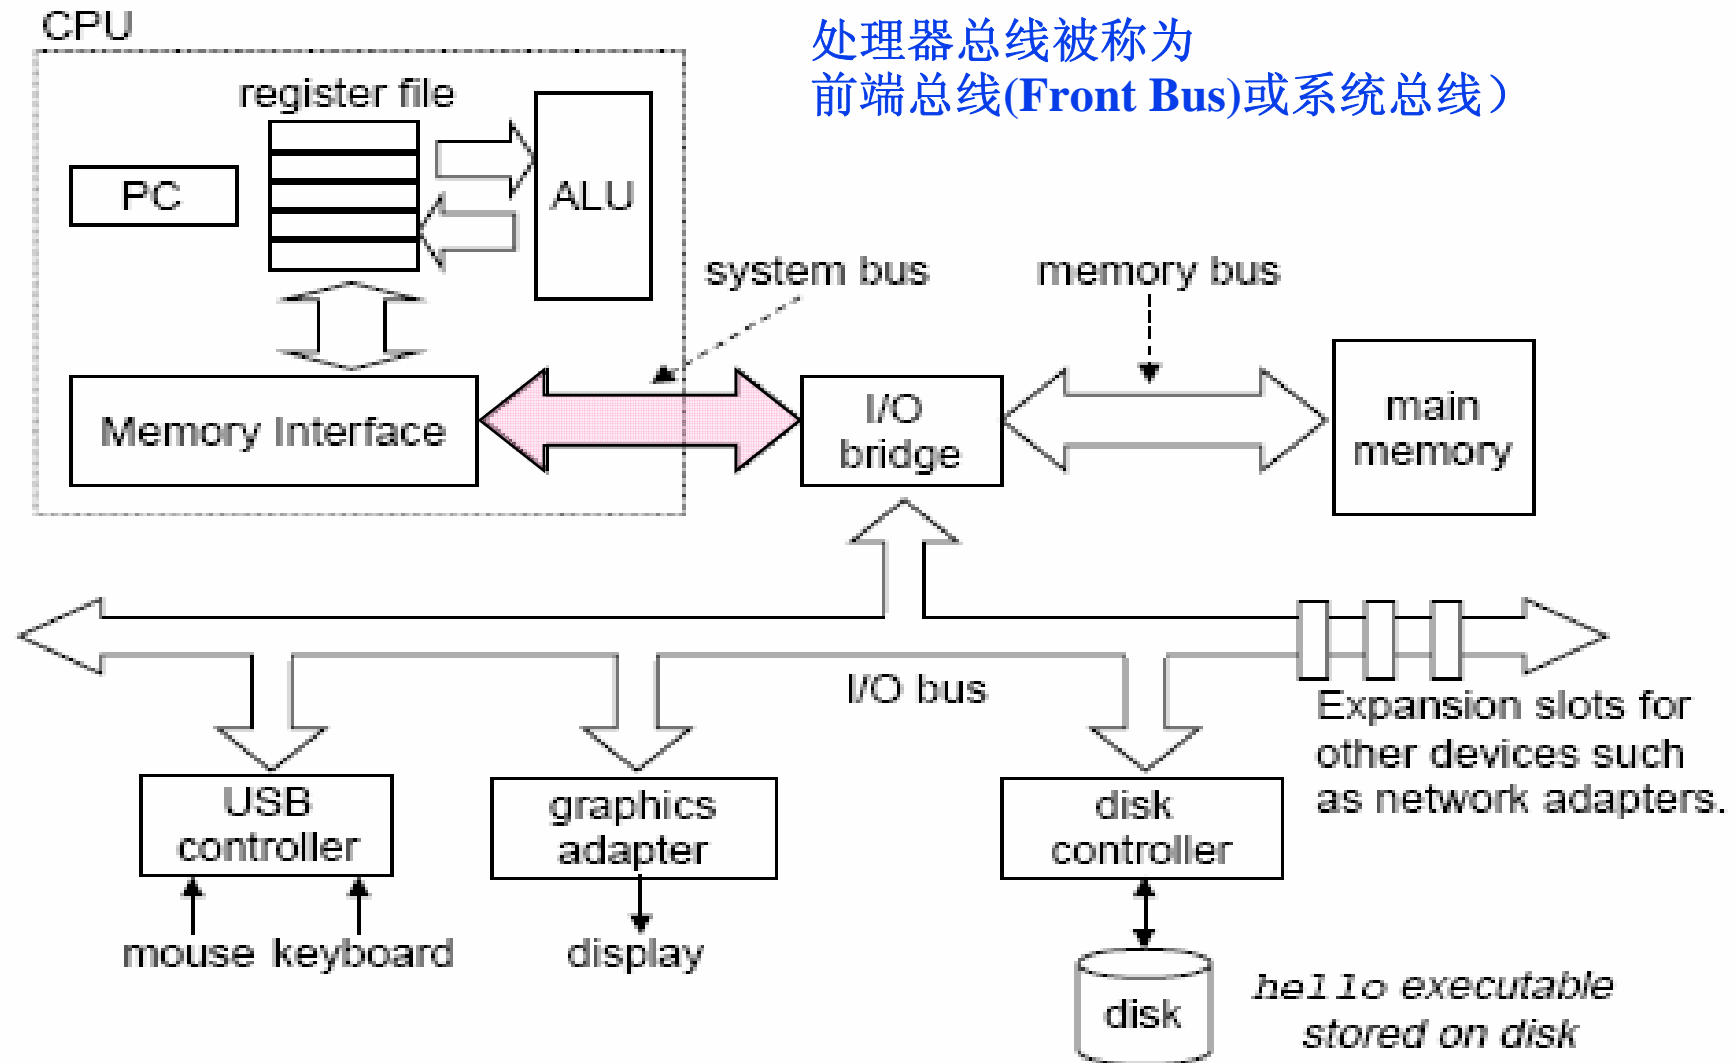 CPU
处理器总线被称为
前端总线(Front Bus)或系统总线）
register file
PC
ALU
system bus
memory bus
Memory Interface
I/O
bridge
main
memory
I/O bus
Expansion slots for
other devices such
as network adapters.
USB
controller
graphics
adapter
disk
controller
mouse keyboard
display
disk
hello executable
stored on disk